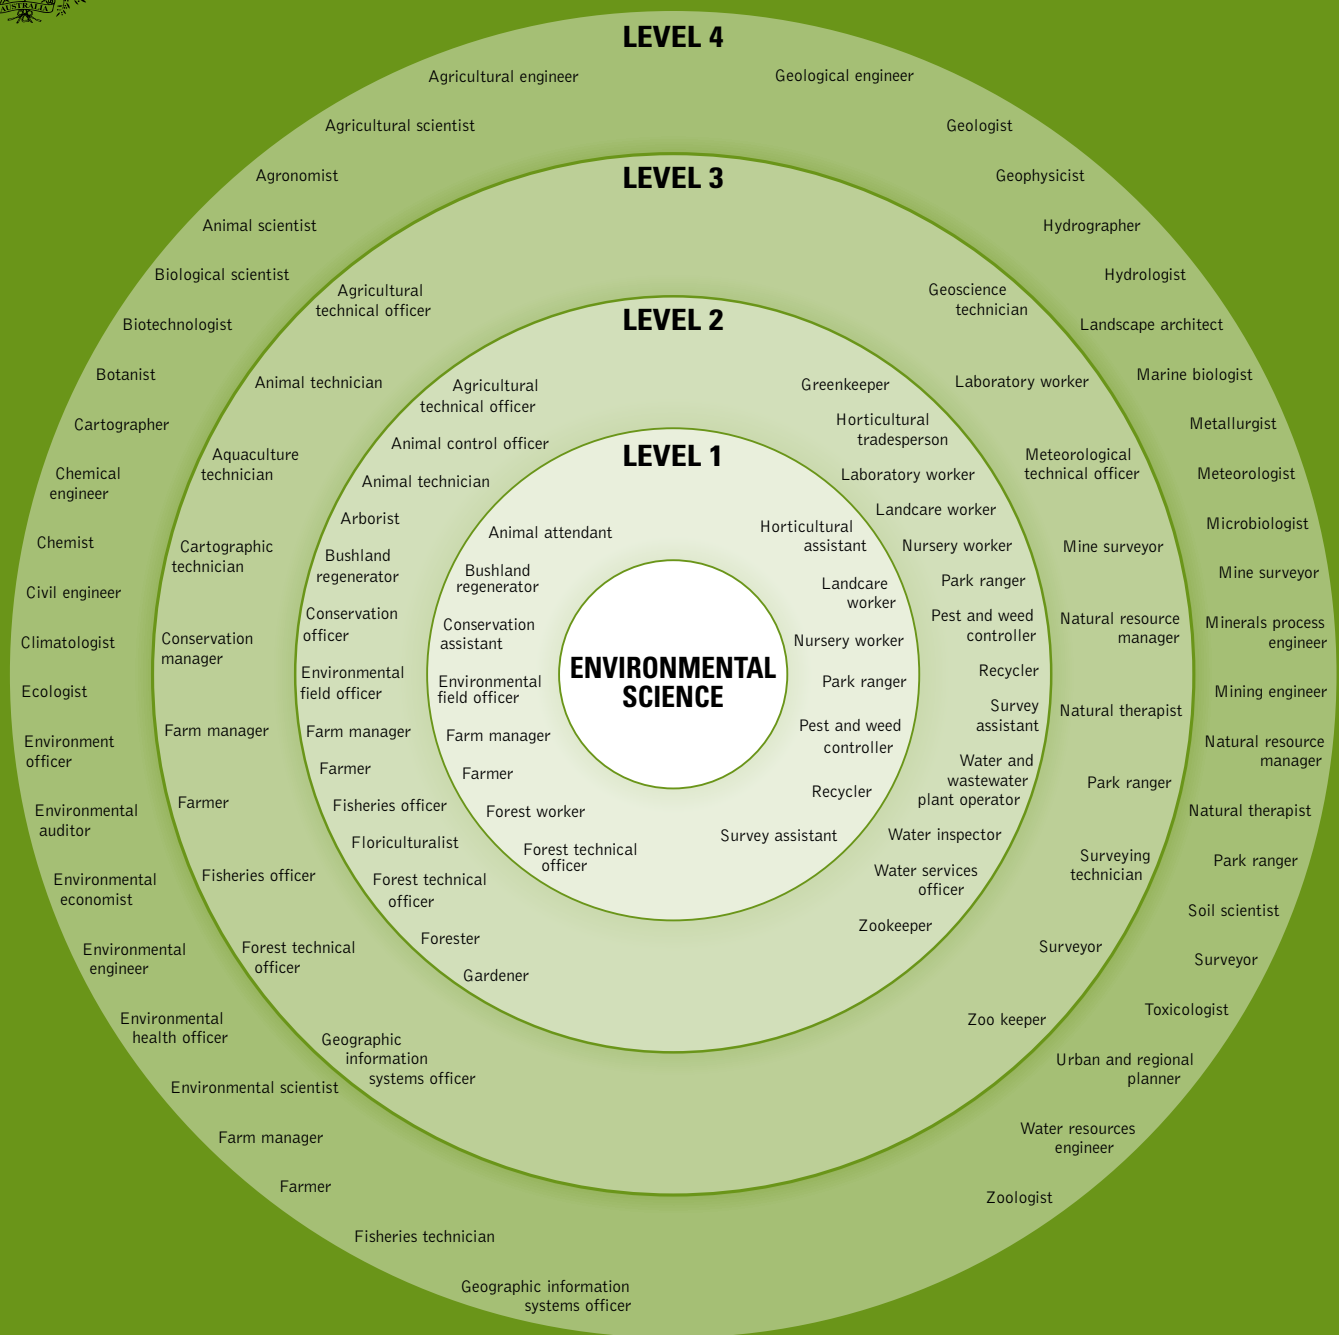 AUSTRALIA
LEVEL 4
Agricultural engineer
Agricultural scientist
Agronomist
Animal scientist
Biological scientist
Biotechnologist
Botanist
Cartographer
Chemical
engineer
Chemist
Civil engineer
Climatologist
Ecologist
Environment
officer
Environmental
auditor
Environmental
economist
Environmental
engineer
Environmental
health officer
Environmental scientist
Farm manager
Farmer
Fisheries technician
Geographic information
systems officer
Geological engineer
Geologist
Geophysicist
Hydrographer
Hydrologist
Landscape architect
Marine biologist
Metallurgist
Meteorologist
Microbiologist
Mine surveyor
Minerals process
engineer
Mining engineer
Natural resource
manager
Natural therapist
Park ranger
Soil scientist
Surveyor
Toxicologist
Urban and regional
planner
Water resources
engineer
Zoologist
LEVEL 3
Agricultural
technical officer
Animal technician
Aquaculture
technician
Cartographic
technician
Conservation
manager
Farm manager
Farmer
Fisheries officer
Forest technical
officer
Geographic
information
systems officer
Geoscience
technician
Laboratory worker
Meteorological
technical officer
Mine surveyor
Natural resource
manager
Natural therapist
Park ranger
Surveying
technician
Surveyor
Zoo keeper
LEVEL 2
Agricultural
technical officer
Animal control officer
Animal technician
Arborist
Bushland
regenerator
Conservation
officer
Environmental
field officer
Farm manager
Farmer
Fisheries officer
Floriculturalist
Forest technical
officer
Forester
Gardener
Greenkeeper
Horticultural
tradesperson
Laboratory worker
Landcare worker
Nursery worker
Park ranger
Pest and weed
controller
Recycler
Survey
assistant
Water and
wastewater
plant operator
Water inspector
Water services
officer
Zookeeper
LEVEL 1
Animal attendant
Bushland
regenerator
Conservation
assistant
Environmental
field officer
Farm manager
Farmer
Forest worker
Forest technical
officer
Horticultural
assistant
Landcare
worker
Nursery worker
Park ranger
Pest and weed
controller
Recycler
Survey assistant
ENVIRONMENTAL
SCIENCE